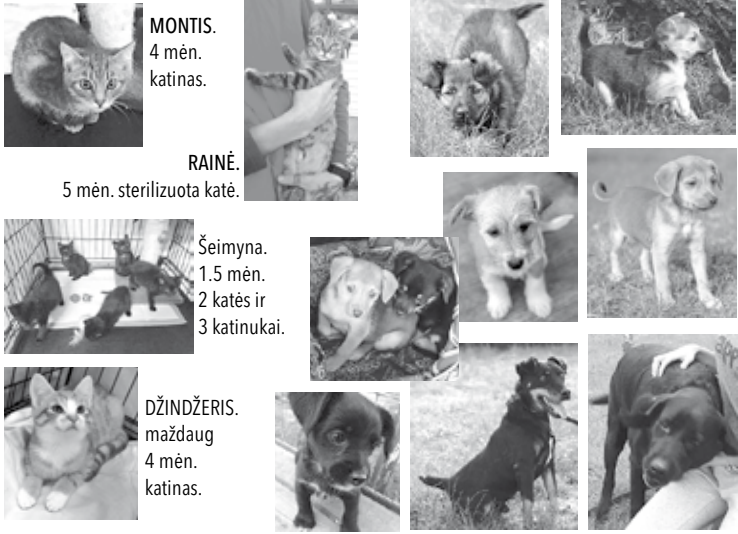 MONTIS.
4 mėn.
katinas.
RAINĖ.
5 mėn. sterilizuota katė.
Šeimyna.
1.5 mėn.
2 katės ir
3 katinukai.
DŽINDŽERIS.
maždaug
4 mėn.
katinas.